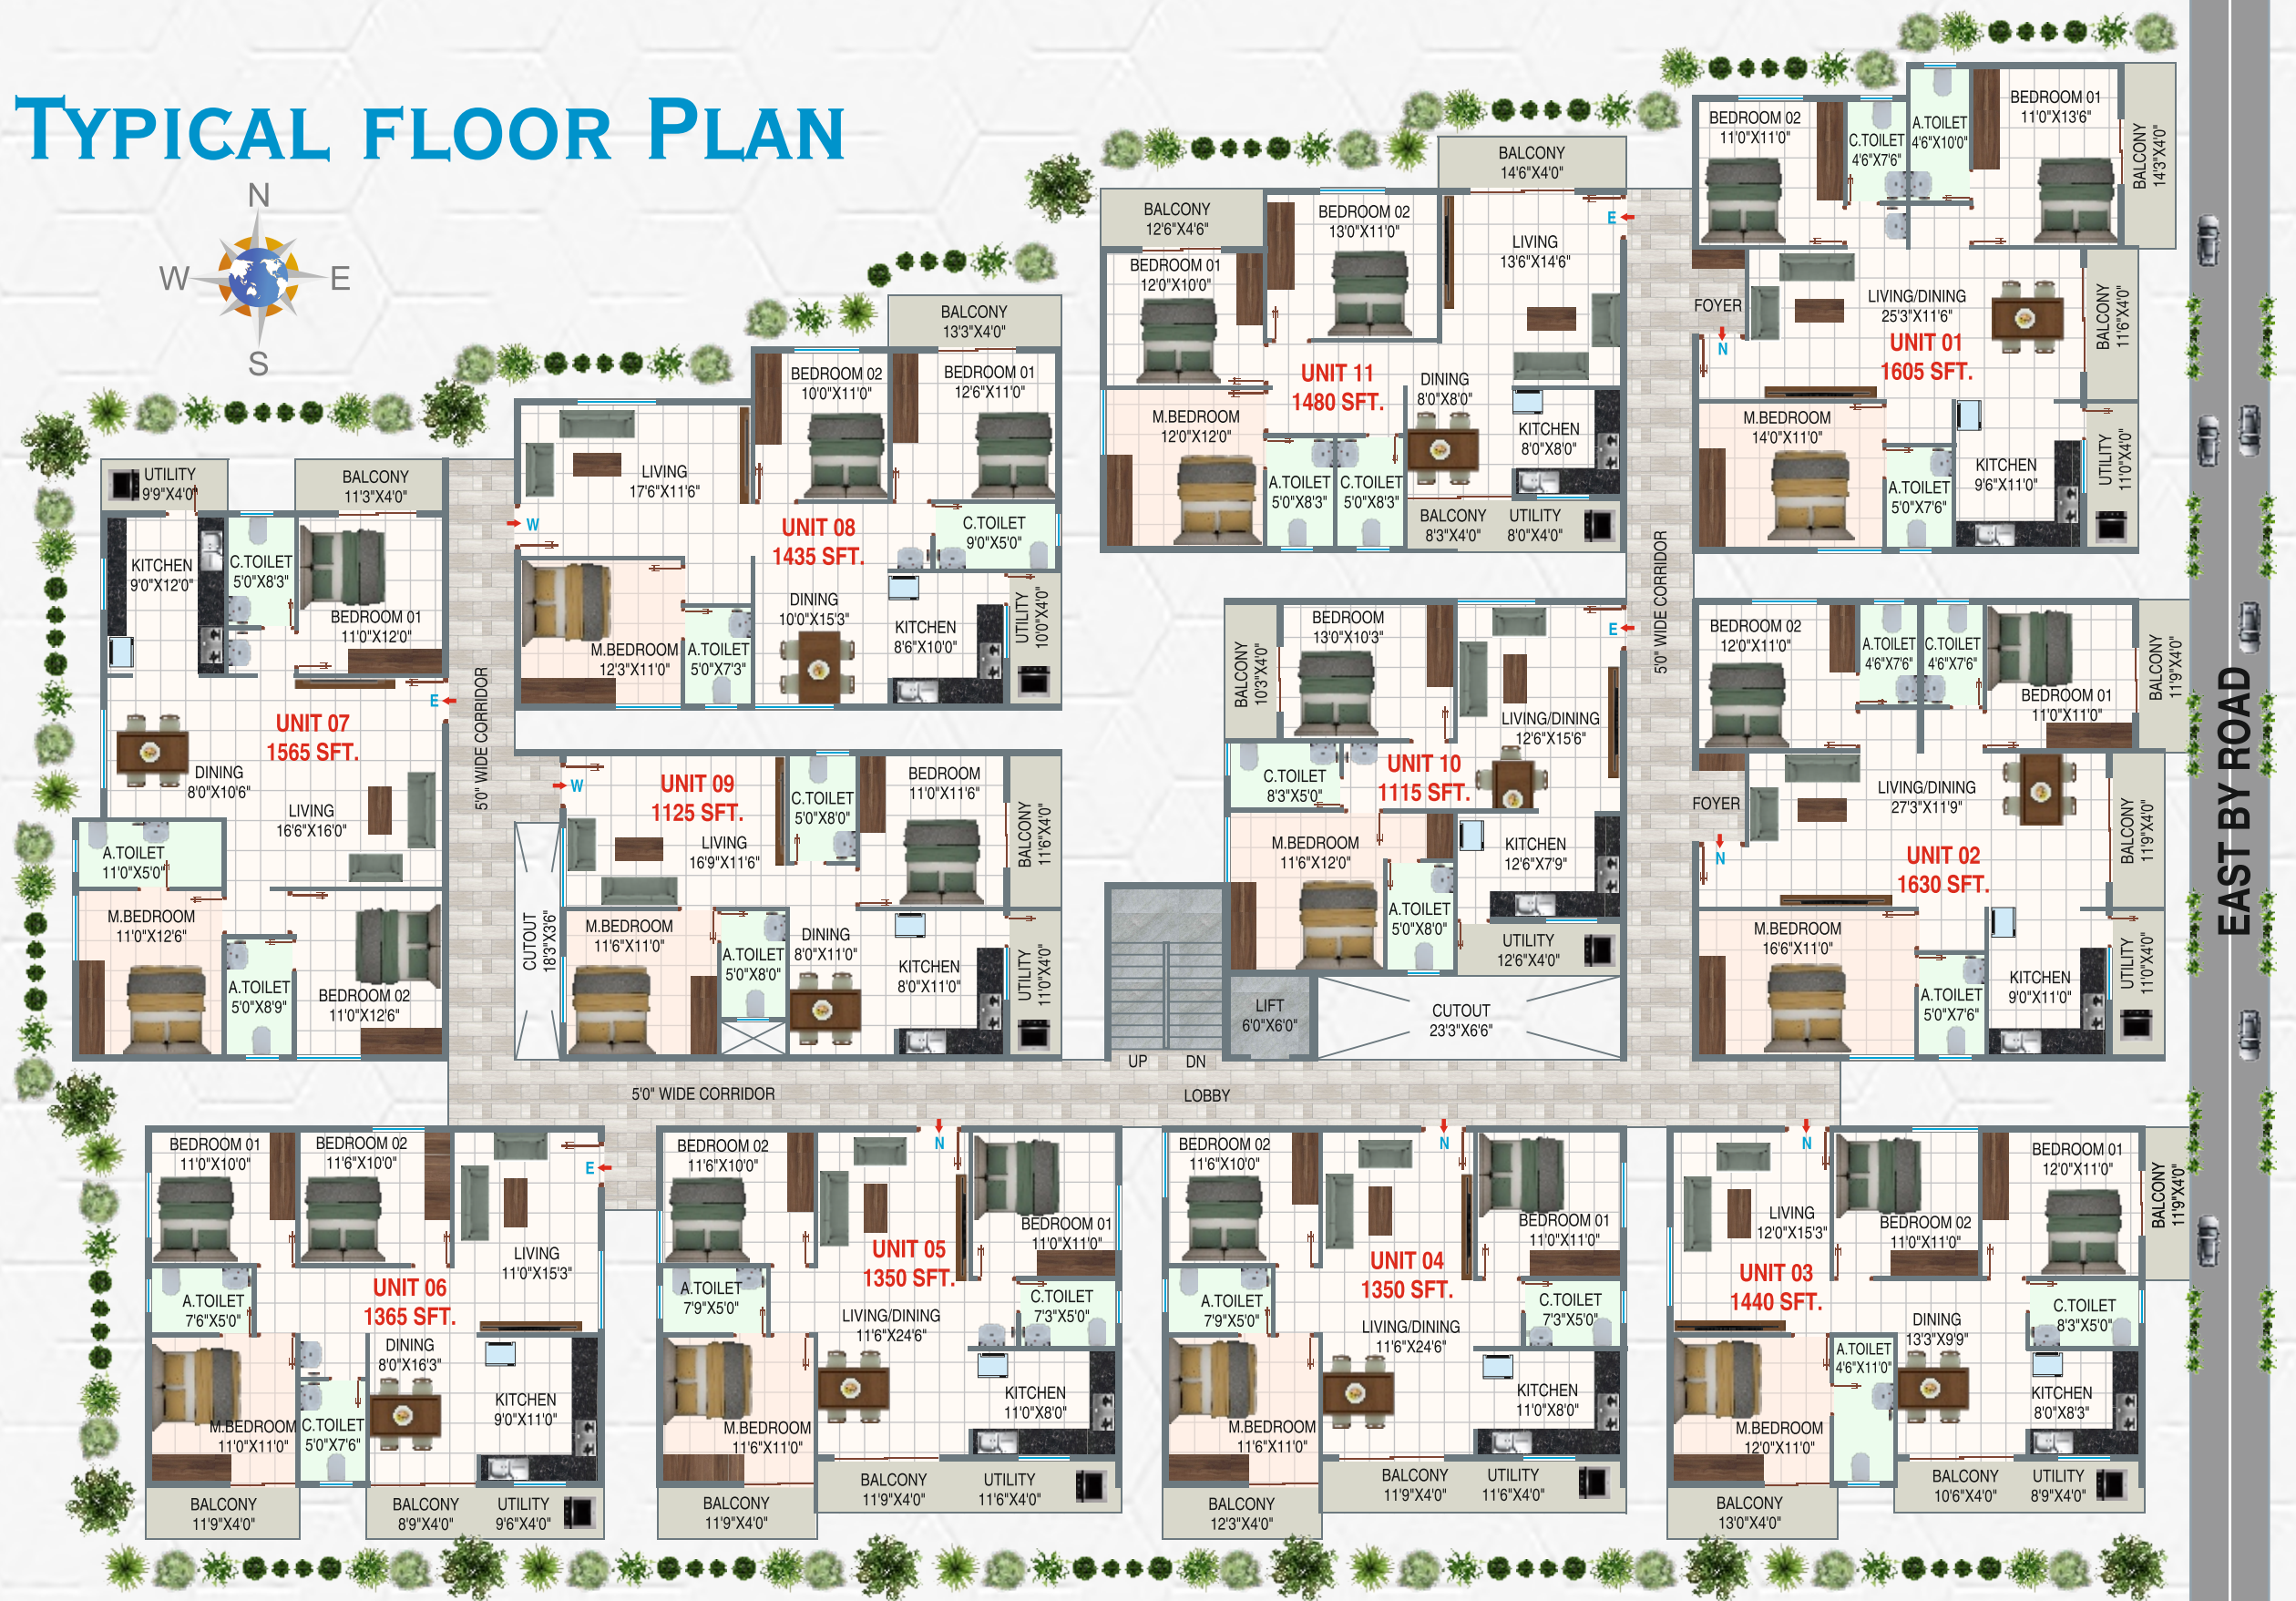 TYPICAL FLOOR PLAN
N
W
E
S
BEDROOM 02
11'0"X11'0"
C.TOILET
4'6"X7'6"
A.TOILET
4'6"X10'0"
BEDROOM 01
11'0"X13'6"
BALCONY
14'3"X4'0"
FOYER
N
LIVING/DINING
25'3"X11'6"
UNIT 01
1605 SFT.
BALCONY
11'6"X4'0"
M.BEDROOM
14'0"X11'0"
A.TOILET
5'0"X7'6"
KITCHEN
9'6"X11'0"
UTILITY
11'0"X4'0"
BALCONY
14'6"X4'0"
BALCONY
12'6"X4'6"
BEDROOM 02
13'0"X11'0"
LIVING
13'6"X14'6"
E
BEDROOM 01
12'0"X10'0"
UNIT 11
1480 SFT.
DINING
8'0"X8'0"
M.BEDROOM
12'0"X12'0"
KITCHEN
8'0"X8'0"
A.TOILET
5'0"X8'3"
C.TOILET
5'0"X8'3"
BALCONY
8'3"X4'0"
UTILITY
8'0"X4'0"
5'0" WIDE CORRIDOR
BALCONY
13'3"X4'0"
BEDROOM 02
10'0"X11'0"
BEDROOM 01
12'6"X11'0"
LIVING
17'6"X11'6"
W
UNIT 08
1435 SFT.
C.TOILET
9'0"X5'0"
DINING
10'0"X15'3"
M.BEDROOM
12'3"X11'0"
A.TOILET
5'0"X7'3"
KITCHEN
8'6"X10'0"
UTILITY
10'0"X4'0"
UTILITY
9'9"X4'0"
BALCONY
11'3"X4'0"
KITCHEN
9'0"X12'0"
C.TOILET
5'0"X8'3"
BEDROOM 01
11'0"X12'0"
E
UNIT 07
1565 SFT.
DINING
8'0"X10'6"
LIVING
16'6"X16'0"
A.TOILET
11'0"X5'0"
M.BEDROOM
11'0"X12'6"
A.TOILET
5'0"X8'9"
BEDROOM 02
11'0"X12'6"
5'0" WIDE CORRIDOR
W
UNIT 09
1125 SFT.
LIVING
16'9"X11'6"
C.TOILET
5'0"X8'0"
BEDROOM
11'0"X11'6"
BALCONY
11'6"X4'0"
CUTOUT
18'3"X3'6"
M.BEDROOM
11'6"X11'0"
A.TOILET
5'0"X8'0"
DINING
8'0"X11'0"
KITCHEN
8'0"X11'0"
UTILITY
11'0"X4'0"
BALCONY
10'3"X4'0"
BEDROOM
13'0"X10'3"
E
LIVING/DINING
12'6"X15'6"
UNIT 10
1115 SFT.
C.TOILET
8'3"X5'0"
M.BEDROOM
11'6"X12'0"
KITCHEN
12'6"X7'9"
A.TOILET
5'0"X8'0"
UTILITY
12'6"X4'0"
LIFT
6'0"X6'0"
CUTOUT
23'3"X6'6"
UP
DN
BEDROOM 02
12'0"X11'0"
A.TOILET
4'6"X7'6"
C.TOILET
4'6"X7'6"
BEDROOM 01
11'0"X11'0"
BALCONY
11'9"X4'0"
FOYER
N
LIVING/DINING
27'3"X11'9"
UNIT 02
1630 SFT.
BALCONY
11'9"X4'0"
M.BEDROOM
16'6"X11'0"
A.TOILET
5'0"X7'6"
KITCHEN
9'0"X11'0"
UTILITY
11'0"X4'0"
EAST BY ROAD
5'0" WIDE CORRIDOR
LOBBY
BEDROOM 01
11'0"X10'0"
BEDROOM 02
11'6"X10'0"
E
LIVING
11'0"X15'3"
UNIT 06
1365 SFT.
A.TOILET
7'6"X5'0"
DINING
8'0"X16'3"
M.BEDROOM
11'0"X11'0"
C.TOILET
5'0"X7'6"
KITCHEN
9'0"X11'0"
BALCONY
11'9"X4'0"
BALCONY
8'9"X4'0"
UTILITY
9'6"X4'0"
BEDROOM 02
11'6"X10'0"
N
BEDROOM 01
11'0"X11'0"
UNIT 05
1350 SFT.
A.TOILET
7'9"X5'0"
LIVING/DINING
11'6"X24'6"
C.TOILET
7'3"X5'0"
M.BEDROOM
11'6"X11'0"
KITCHEN
11'0"X8'0"
BALCONY
11'9"X4'0"
BALCONY
11'9"X4'0"
UTILITY
11'6"X4'0"
BEDROOM 02
11'6"X10'0"
N
BEDROOM 01
11'0"X11'0"
UNIT 04
1350 SFT.
A.TOILET
7'9"X5'0"
LIVING/DINING
11'6"X24'6"
C.TOILET
7'3"X5'0"
M.BEDROOM
11'6"X11'0"
KITCHEN
11'0"X8'0"
BALCONY
12'3"X4'0"
BALCONY
11'9"X4'0"
UTILITY
11'6"X4'0"
N
LIVING
12'0"X15'3"
BEDROOM 02
11'0"X11'0"
BEDROOM 01
12'0"X11'0"
BALCONY
11'9"X4'0"
UNIT 03
1440 SFT.
DINING
13'3"X9'9"
C.TOILET
8'3"X5'0"
A.TOILET
4'6"X11'0"
M.BEDROOM
12'0"X11'0"
KITCHEN
8'0"X8'3"
BALCONY
13'0"X4'0"
BALCONY
10'6"X4'0"
UTILITY
8'9"X4'0"